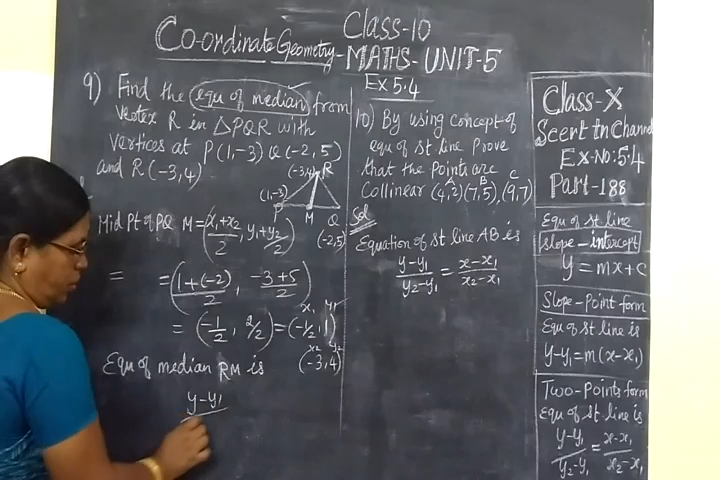 Class-10
Co-ordinate Geometry - MATHS - UNIT-5
Ex 5.4
9) Find the equ of median from
vertex R in △PQR with
vertices at P(1,-3) Q(-2,5)
and R(-3,4)
(-3,4) R
(1,-3)
P M Q
(-2,5)
Mid Pt of PQ M = (x₁+x₂/2, y₁+y₂/2)
= = (1+(-2)/2, -3+5/2)
x₁ y₁
= (-1/2, 2/2) = (-1/2, 1)
x₂ y₂
Equ of median RM is (-3,4)
y-y₁
10) By using concept of
equ of st line Prove
that the points are
A B C
Collinear (4,2)(7,5),(9,7)
Sol
Equation of st line AB is
y-y₁/y₂-y₁ = x-x₁/x₂-x₁
Class-X
Seert tn Channel
Ex-No:5.4
Part-188
Equ of st line
slope-intercept
y = mx+c
Slope-Point form
Equ of st line is
y-y₁ = m(x-x₁)
Two-Points form
Equ of st line is
y-y₁/y₂-y₁ = x-x₁/x₂-x₁